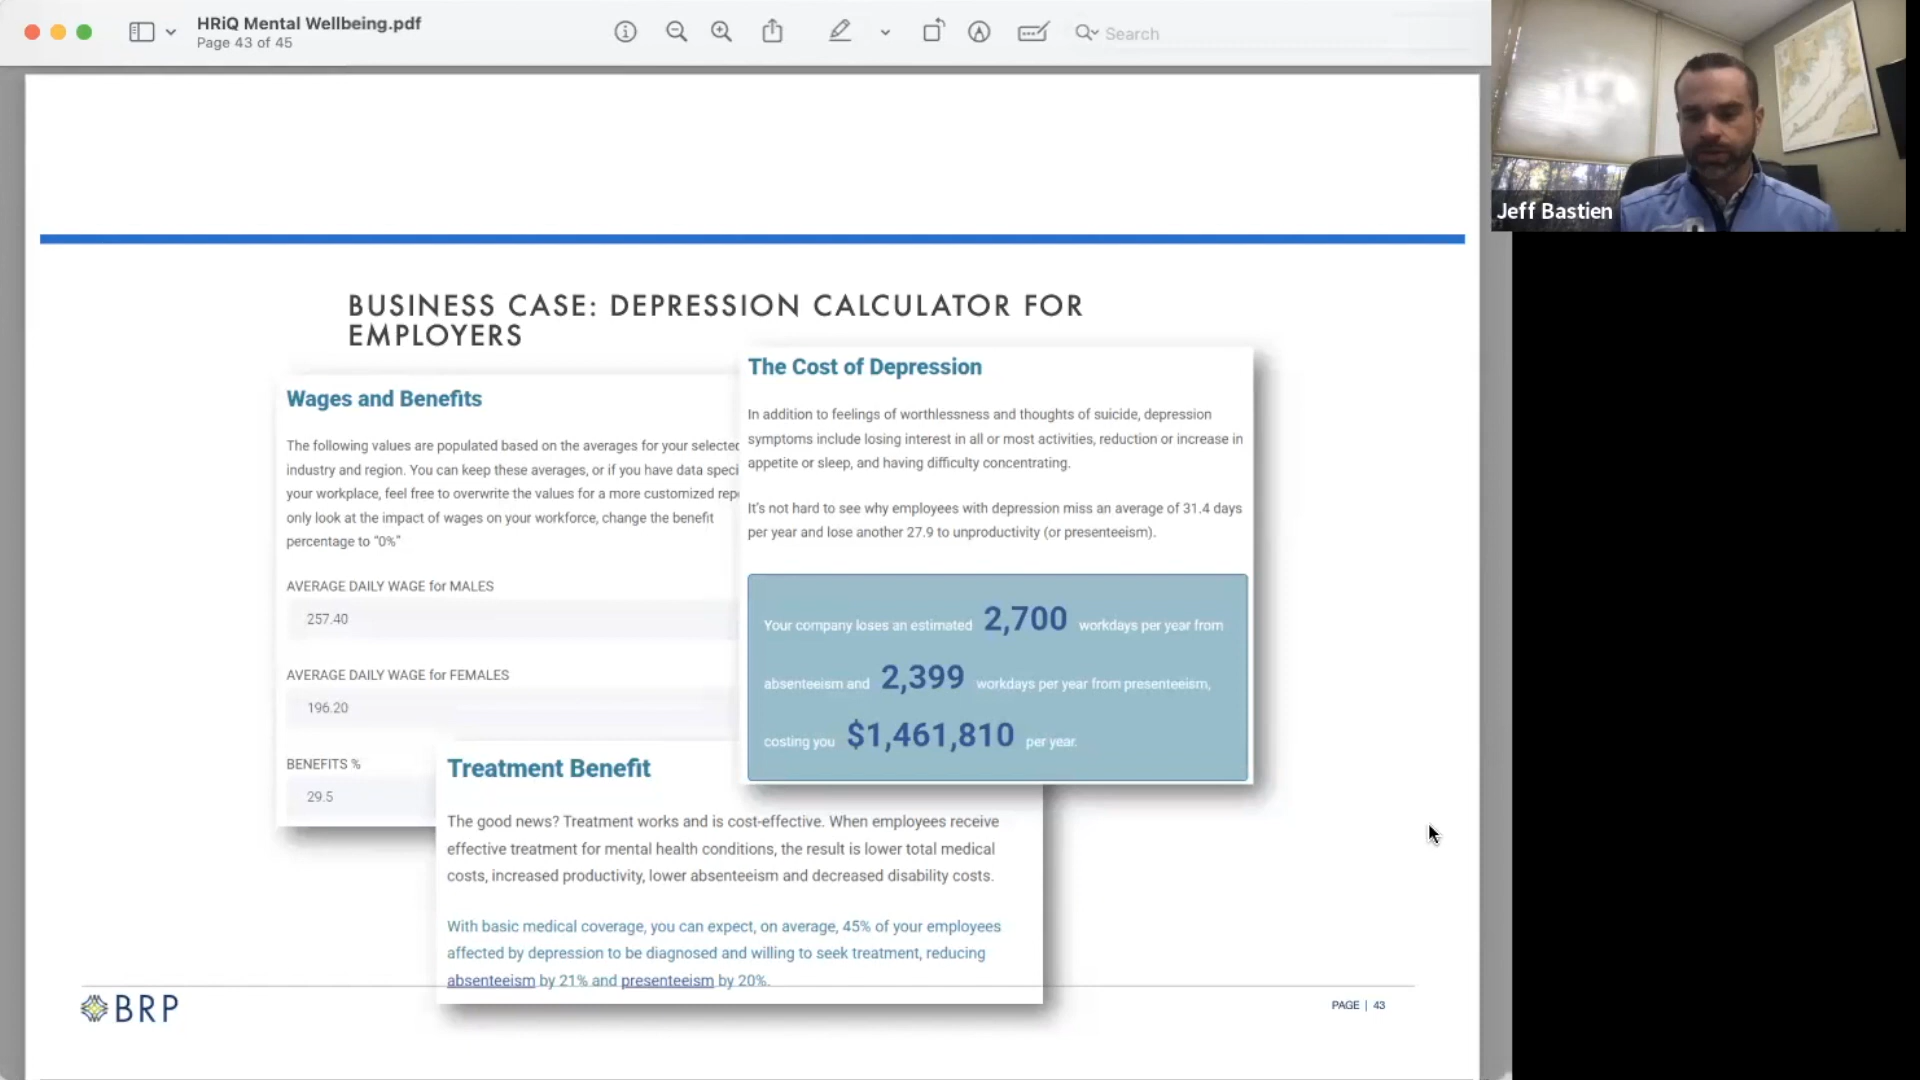 HRiQ Mental Wellbeing.pdf
Page 43 of 45
Search
Jeff Bastien
BUSINESS CASE: DEPRESSION CALCULATOR FOR
EMPLOYERS
Wages and Benefits
The following values are populated based on the averages for your selected
industry and region. You can keep these averages, or if you have data speci
your workplace, feel free to overwrite the values for a more customized rep
only look at the impact of wages on your workforce, change the benefit
percentage to "0%"
AVERAGE DAILY WAGE for MALES
257.40
AVERAGE DAILY WAGE for FEMALES
196.20
BENEFITS %
29.5
The Cost of Depression
In addition to feelings of worthlessness and thoughts of suicide, depression
symptoms include losing interest in all or most activities, reduction or increase in
appetite or sleep, and having difficulty concentrating.
It's not hard to see why employees with depression miss an average of 31.4 days
per year and lose another 27.9 to unproductivity (or presenteeism).
Your company loses an estimated 2,700 workdays per year from
absenteeism and 2,399 workdays per year from presenteeism,
costing you $1,461,810 per year.
Treatment Benefit
The good news? Treatment works and is cost-effective. When employees receive
effective treatment for mental health conditions, the result is lower total medical
costs, increased productivity, lower absenteeism and decreased disability costs.
With basic medical coverage, you can expect, on average, 45% of your employees
affected by depression to be diagnosed and willing to seek treatment, reducing
absenteeism by 21% and presenteeism by 20%.
BRP
PAGE | 43